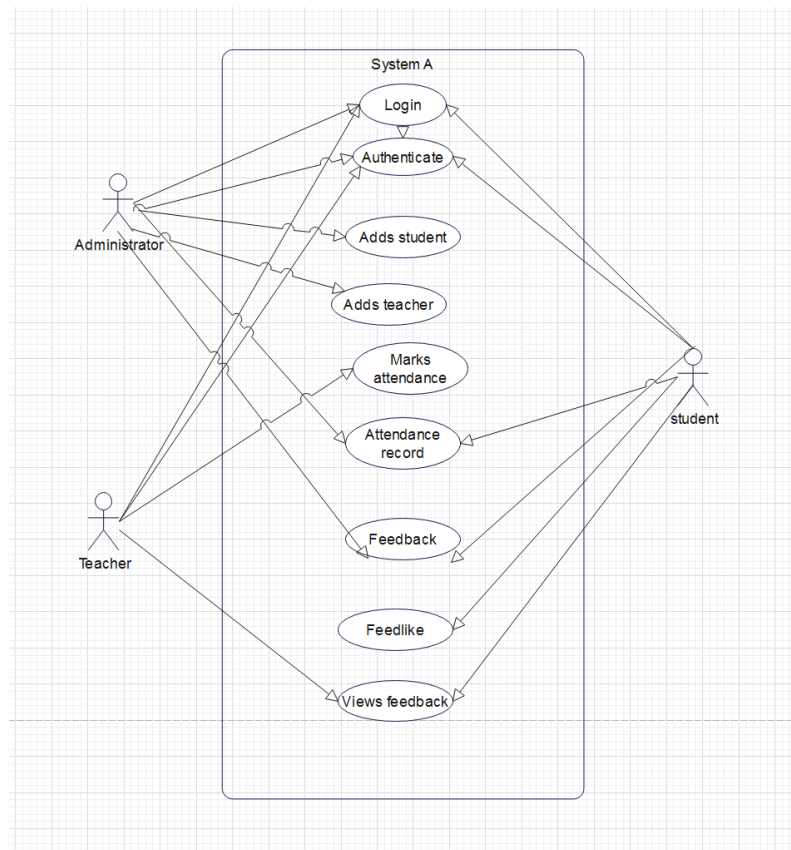 System A
Login
Authenticate
Administrator
Adds student
Adds teacher
Marks
attendance
student
Attendance
record
Feedback
Teacher
Feedlike
Views feedback